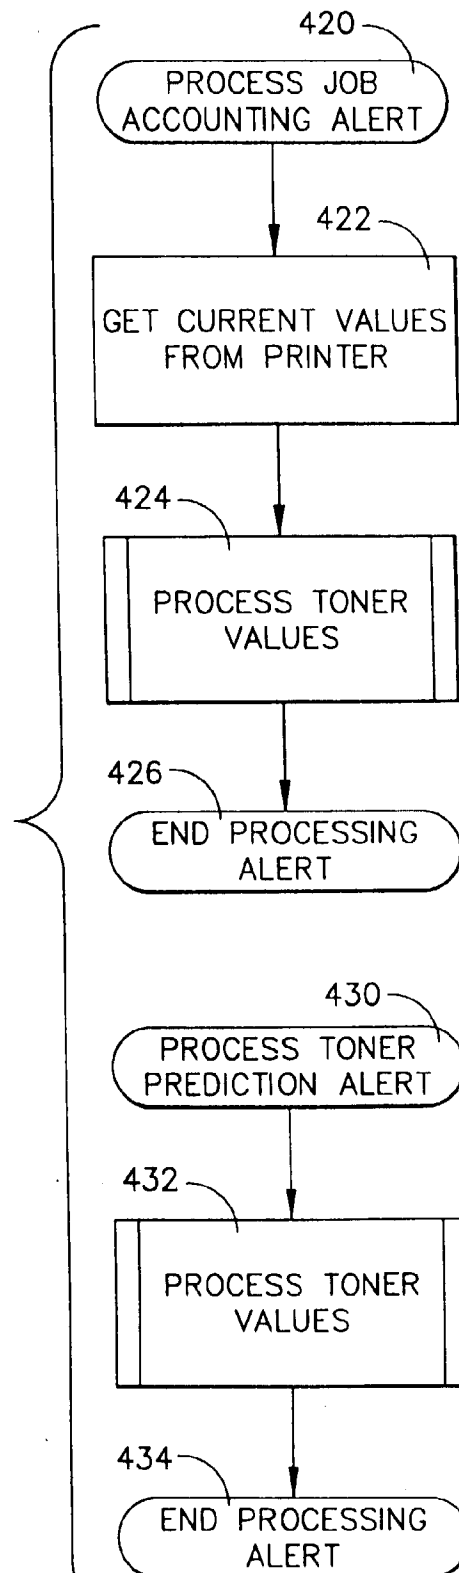 420
PROCESS JOB
ACCOUNTING ALERT
422
GET CURRENT VALUES
FROM PRINTER
424
PROCESS TONER
VALUES
426
END PROCESSING
ALERT
430
PROCESS TONER
PREDICTION ALERT
432
PROCESS TONER
VALUES
434
END PROCESSING
ALERT